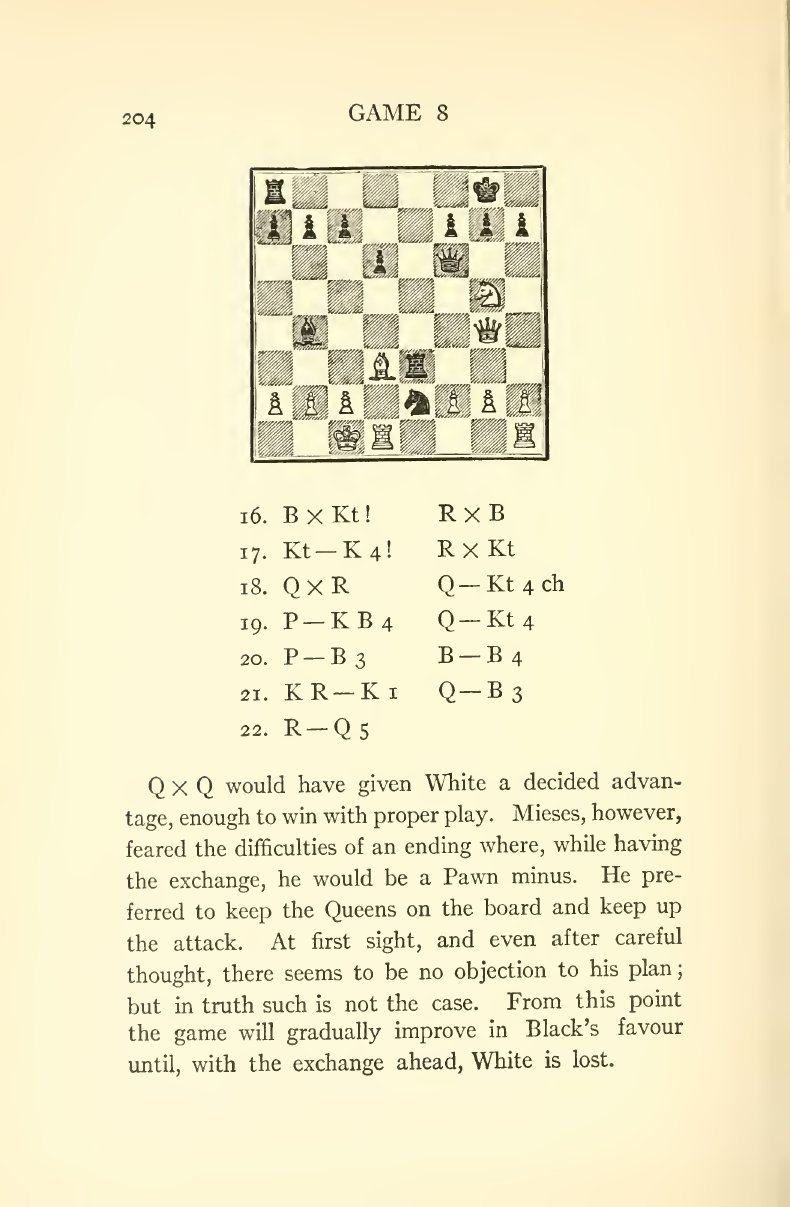 204
GAME 8
16. B × Kt! R × B
17. Kt—K 4! R × Kt
18. Q × R Q—Kt 4 ch
19. P—K B 4 Q—Kt 4
20. P—B 3 B—B 4
21. K R—K 1 Q—B 3
22. R—Q 5
Q × Q would have given White a decided advan-
tage, enough to win with proper play. Mieses, however,
feared the difficulties of an ending where, while having
the exchange, he would be a Pawn minus. He pre-
ferred to keep the Queens on the board and keep up
the attack. At first sight, and even after careful
thought, there seems to be no objection to his plan;
but in truth such is not the case. From this point
the game will gradually improve in Black's favour
until, with the exchange ahead, White is lost.